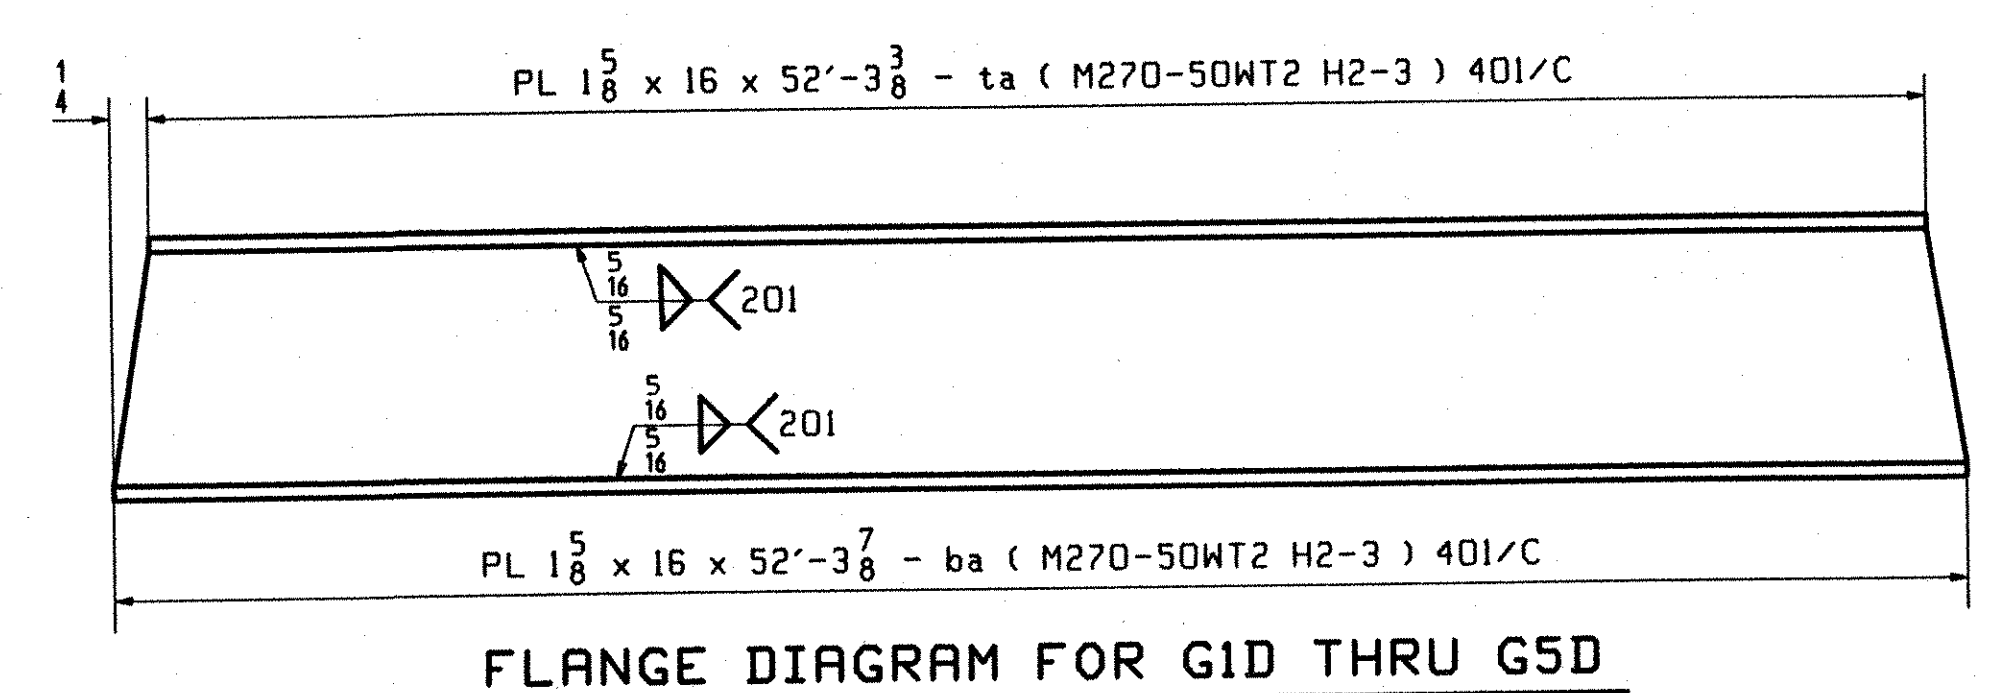 1/4
PL 1 5/8 x 16 x 52'-3 3/8 - ta ( M270-50WT2 H2-3 ) 401/C
5/16
201
5/16
5/16
201
5/16
PL 1 5/8 x 16 x 52'-3 7/8 - ba ( M270-50WT2 H2-3 ) 401/C
FLANGE DIAGRAM FOR G1D THRU G5D